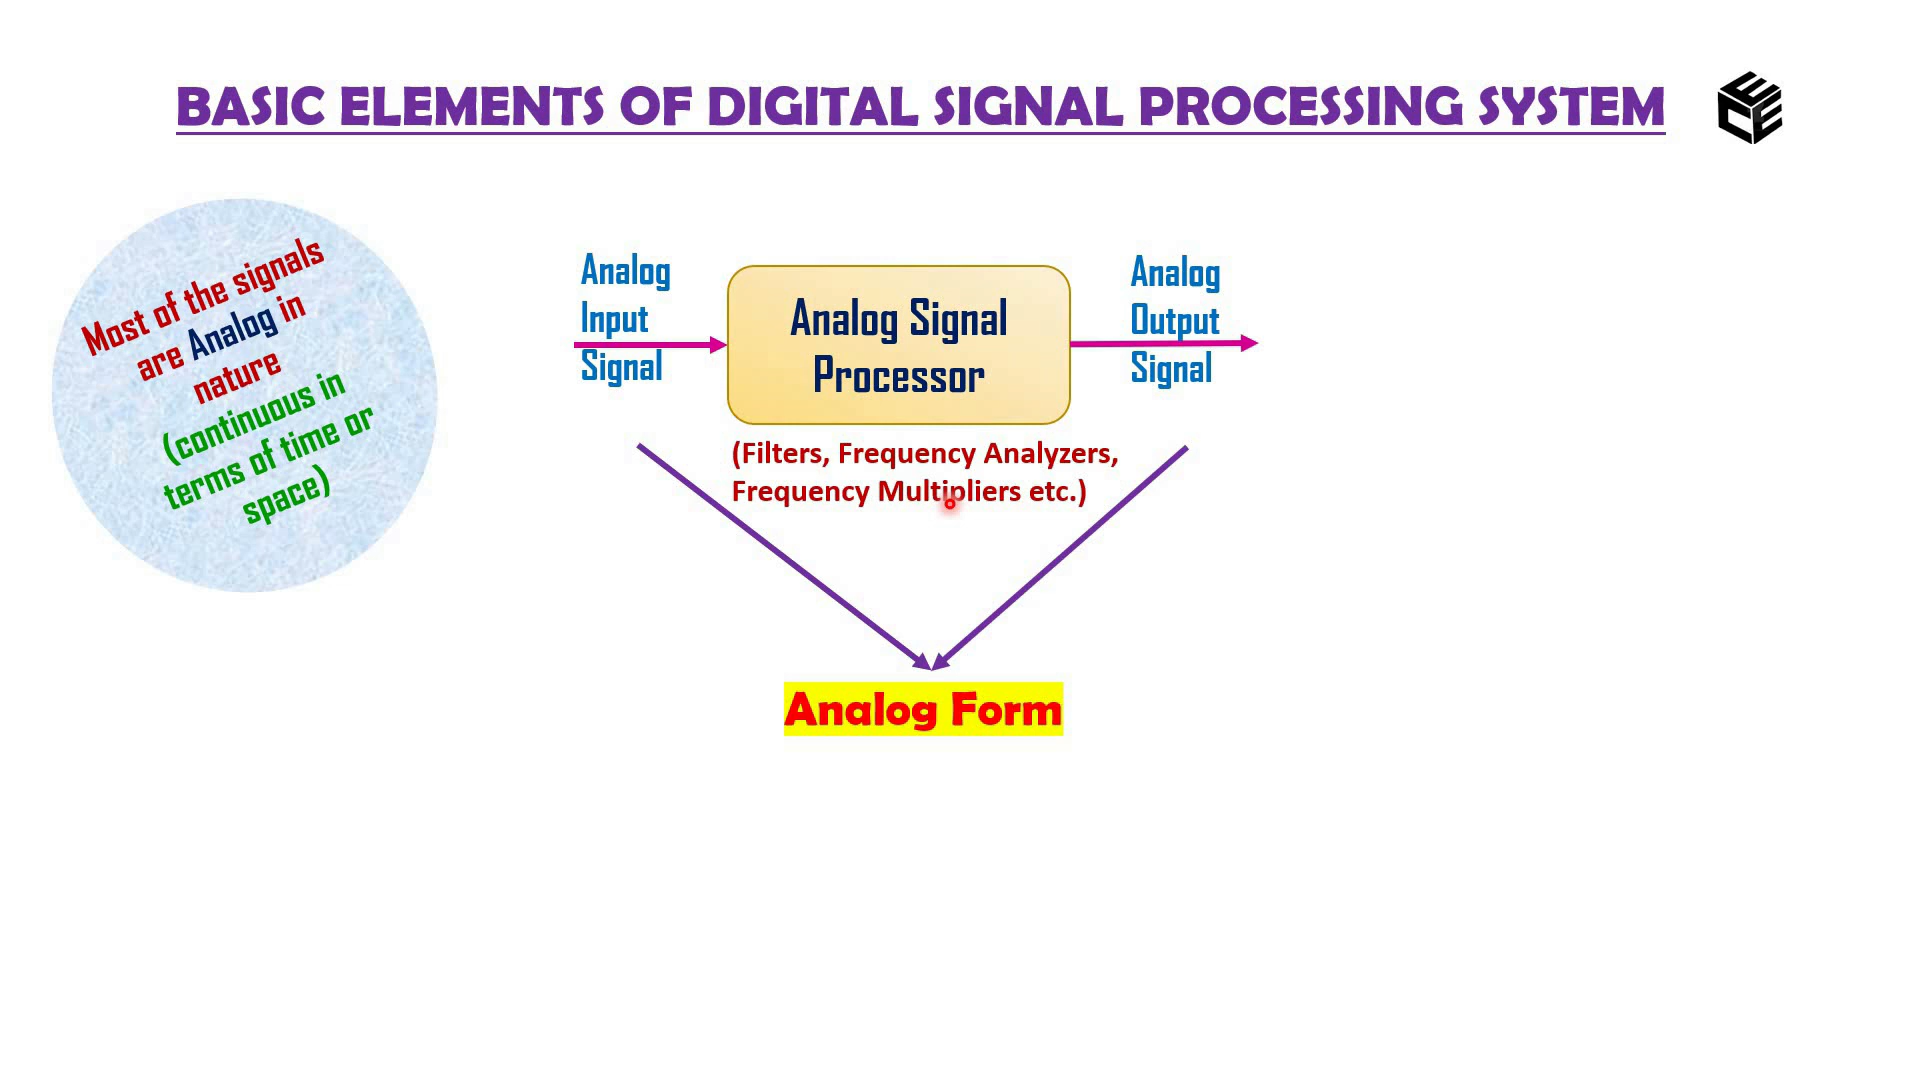 BASIC ELEMENTS OF DIGITAL SIGNAL PROCESSING SYSTEM
ECE
Most of the signals
are Analog in
nature
(continuous in
terms of time or
space)
Analog
Input
Signal
Analog Signal
Processor
Analog
Output
Signal
(Filters, Frequency Analyzers,
Frequency Multipliers etc.)
Analog Form